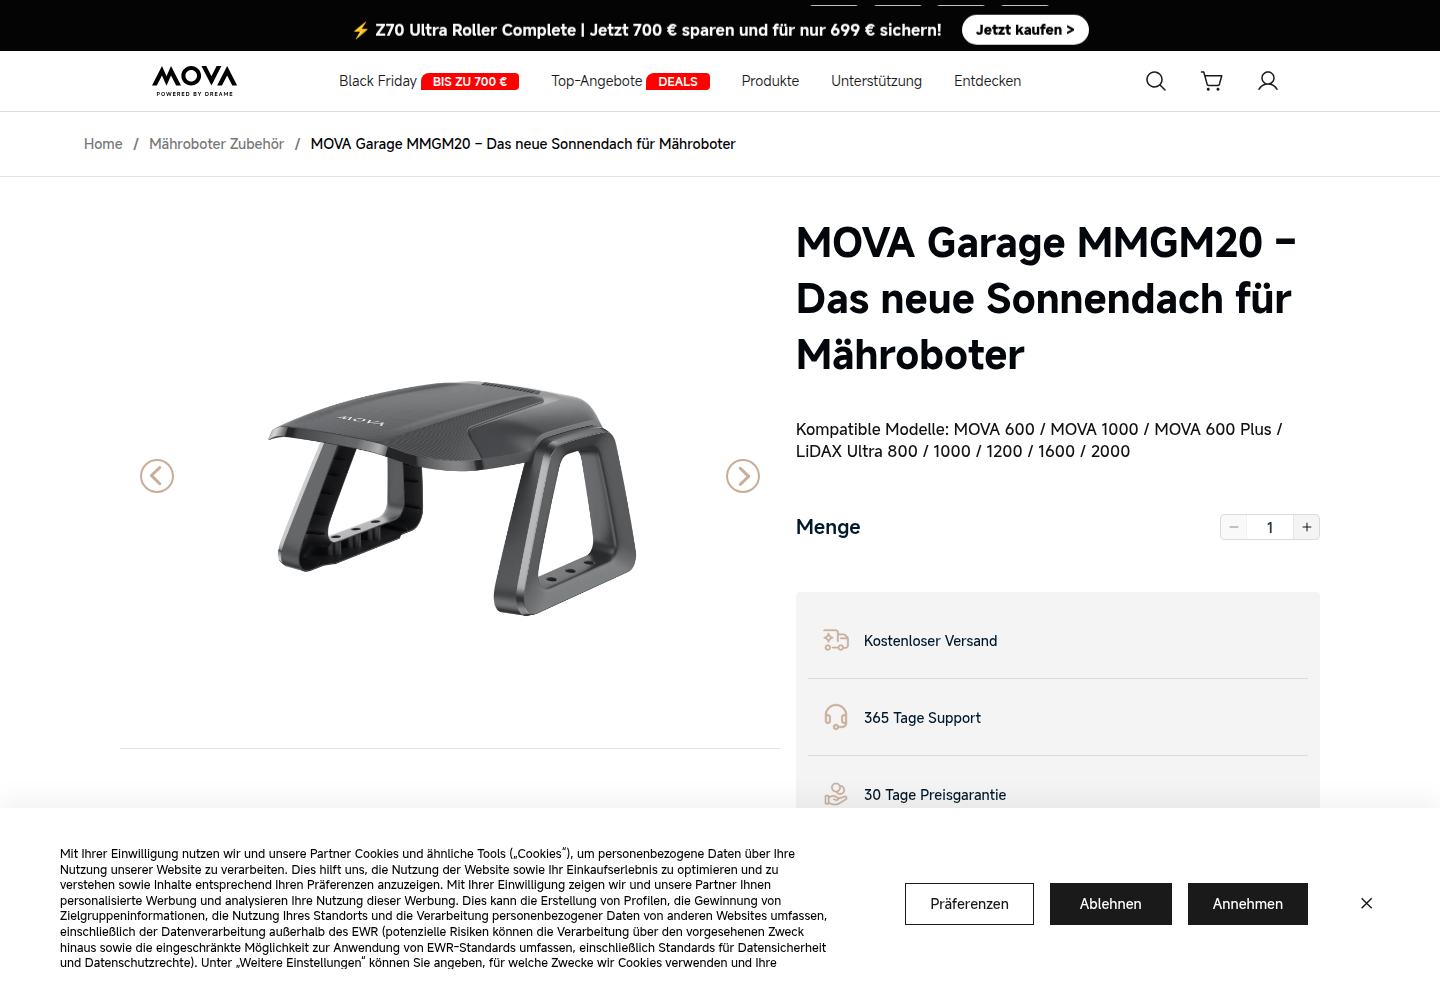 ⚡ Z70 Ultra Roller Complete | Jetzt 700 € sparen und für nur 699 € sichern! Jetzt kaufen >
MOVA
POWERED BY DREAME
Black Friday BIS ZU 700 € Top-Angebote DEALS Produkte Unterstützung Entdecken
Home / Mähroboter Zubehör / MOVA Garage MMGM20 – Das neue Sonnendach für Mähroboter
MOVA
MOVA Garage MMGM20 –
Das neue Sonnendach für
Mähroboter
Kompatible Modelle: MOVA 600 / MOVA 1000 / MOVA 600 Plus /
LiDAX Ultra 800 / 1000 / 1200 / 1600 / 2000
Menge − 1 +
Kostenloser Versand
365 Tage Support
30 Tage Preisgarantie
Mit Ihrer Einwilligung nutzen wir und unsere Partner Cookies und ähnliche Tools („Cookies“), um personenbezogene Daten über Ihre
Nutzung unserer Website zu verarbeiten. Dies hilft uns, die Nutzung der Website sowie Ihr Einkaufserlebnis zu optimieren und zu
verstehen sowie Inhalte entsprechend Ihren Präferenzen anzuzeigen. Mit Ihrer Einwilligung zeigen wir und unsere Partner Ihnen
personalisierte Werbung und analysieren Ihre Nutzung dieser Werbung. Dies kann die Erstellung von Profilen, die Gewinnung von
Zielgruppeninformationen, die Nutzung Ihres Standorts und die Verarbeitung personenbezogener Daten von anderen Websites umfassen,
einschließlich der Datenverarbeitung außerhalb des EWR (potenzielle Risiken können die Verarbeitung über den vorgesehenen Zweck
hinaus sowie die eingeschränkte Möglichkeit zur Anwendung von EWR-Standards umfassen, einschließlich Standards für Datensicherheit
und Datenschutzrechte). Unter „Weitere Einstellungen“ können Sie angeben, für welche Zwecke wir Cookies verwenden und Ihre
Präferenzen Ablehnen Annehmen